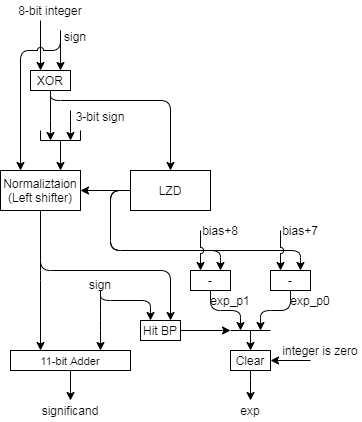 8-bit integer
sign
XOR
3-bit sign
Normaliztaion
(Left shifter)
LZD
bias+8
bias+7
-
-
exp_p1
exp_p0
sign
Hit BP
11-bit Adder
Clear
integer is zero
significand
exp